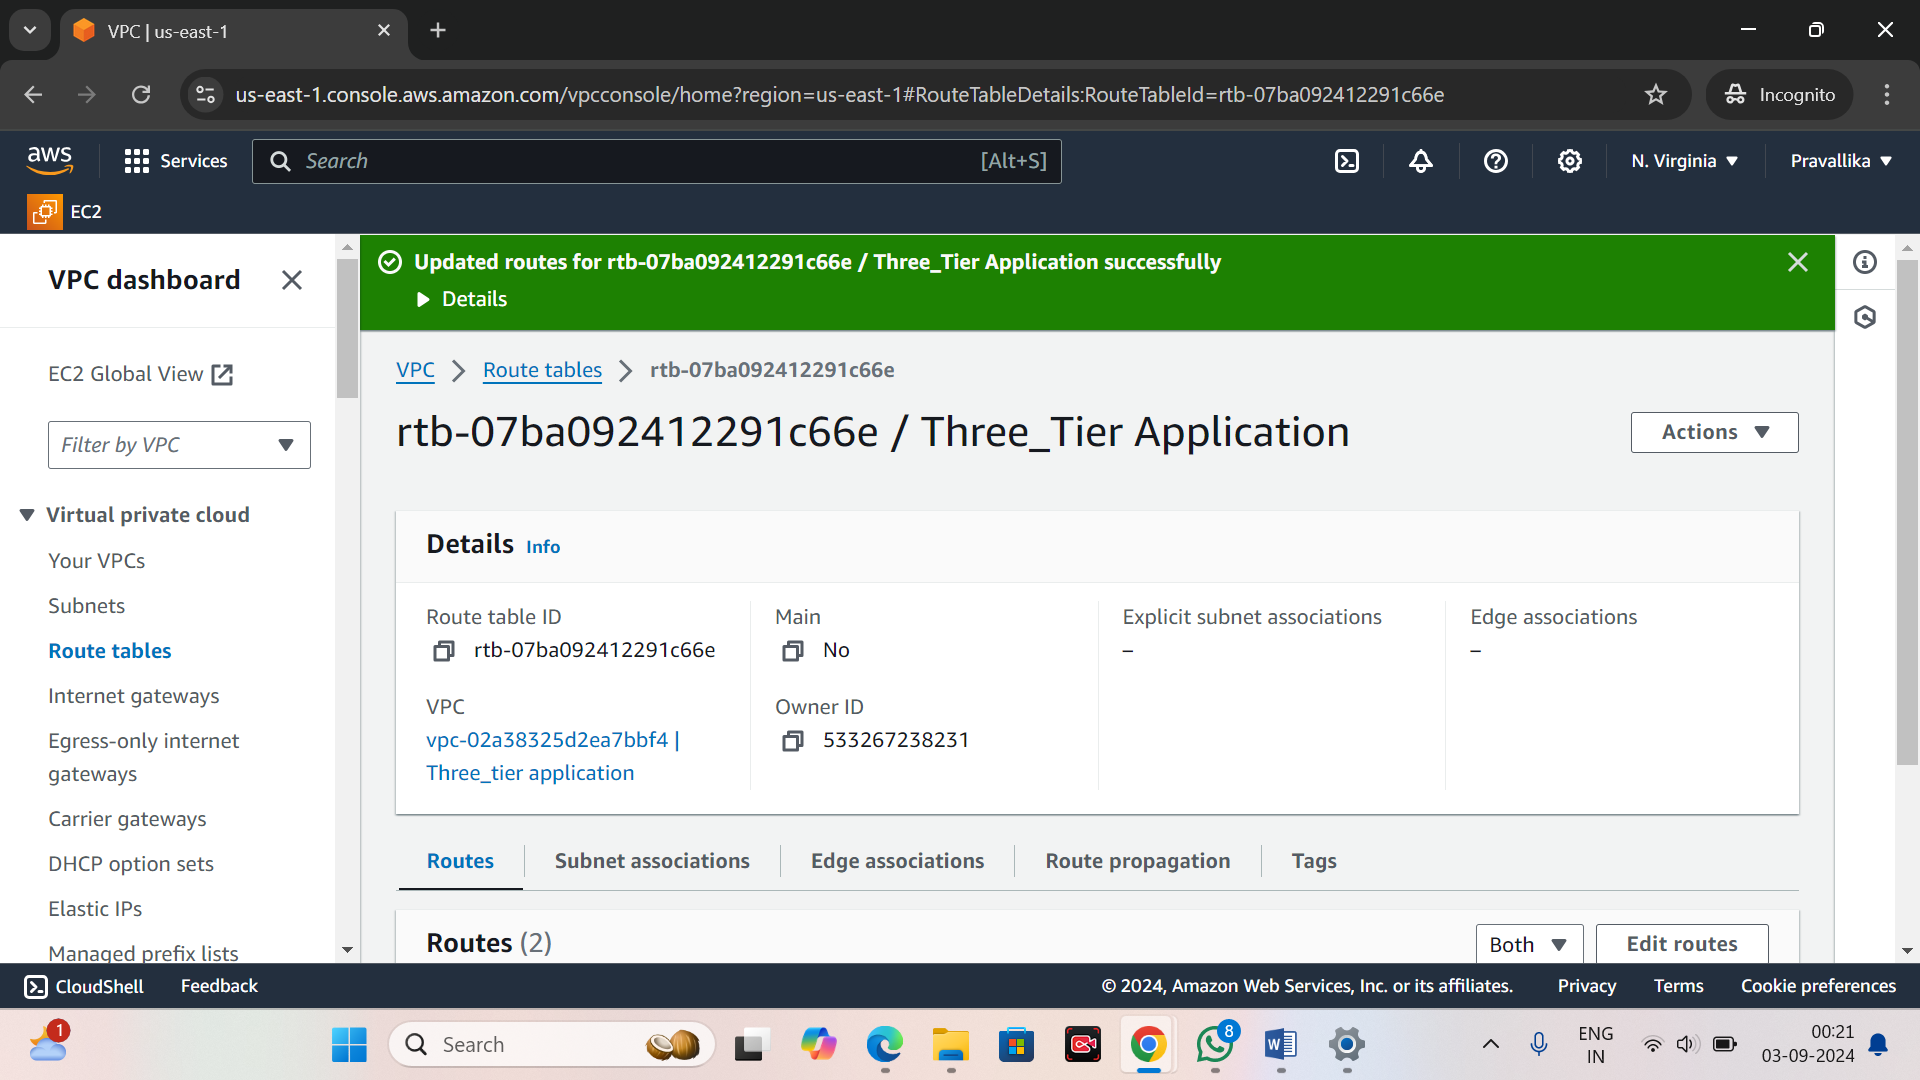 VPC | us-east-1
us-east-1.console.aws.amazon.com/vpcconsole/home?region=us-east-1#RouteTableDetails:RouteTableId=rtb-07ba092412291c66e
Incognito
aws
Services
Search
[Alt+S]
N. Virginia
Pravallika
EC2
VPC dashboard
EC2 Global View
Filter by VPC
Virtual private cloud
Your VPCs
Subnets
Route tables
Internet gateways
Egress-only internet
gateways
Carrier gateways
DHCP option sets
Elastic IPs
Managed prefix lists
Updated routes for rtb-07ba092412291c66e / Three_Tier Application successfully
Details
VPC
Route tables
rtb-07ba092412291c66e
rtb-07ba092412291c66e / Three_Tier Application
Actions
Details Info
Route table ID
rtb-07ba092412291c66e
Main
No
Explicit subnet associations
–
Edge associations
–
VPC
vpc-02a38325d2ea7bbf4 |
Three_tier application
Owner ID
533267238231
Routes
Subnet associations
Edge associations
Route propagation
Tags
Routes (2)
Both
Edit routes
CloudShell
Feedback
© 2024, Amazon Web Services, Inc. or its affiliates.
Privacy
Terms
Cookie preferences
1
Search
8
W
ENG
IN
00:21
03-09-2024